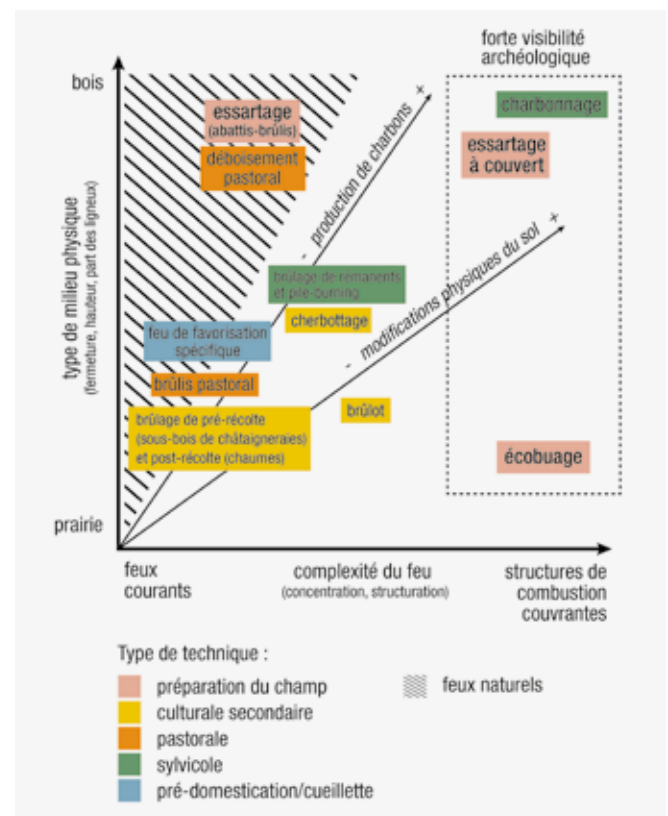 forte visibilité
archéologique
bois
essartage
(abattis-brûlis)
déboisement
pastoral
charbonnage
essartage
à couvert
- production de charbons +
type de milieu physique
(fermeture, hauteur, part des ligneux)
brulage de rémanents
et pile-burning
cherbottage
- modifications physiques du sol +
feu de favorisation
spécifique
brûlis pastoral
brûlage de pré-récolte
(sous-bois de châtaigneraies)
et post-récolte (chaumes)
brûlot
écobuage
prairie
feux
courants
complexité du feu
(concentration, structuration)
structures de
combustion
couvrantes
Type de technique :
préparation du champ
culturale secondaire
pastorale
sylvicole
pré-domestication/cueillette
feux naturels